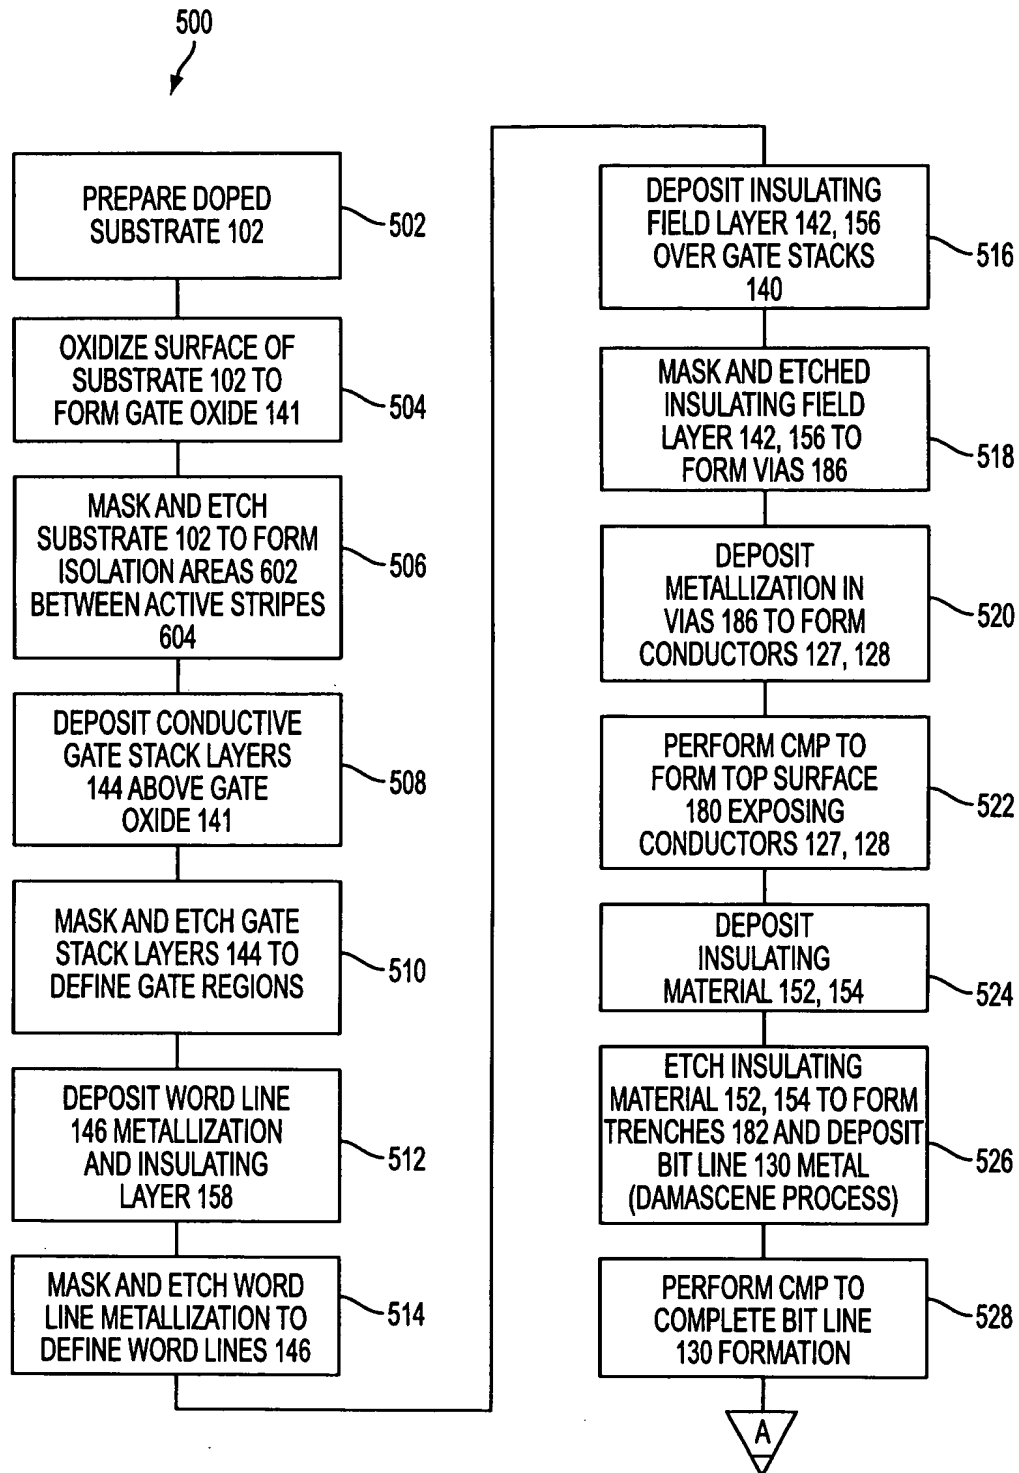 500
PREPARE DOPED
SUBSTRATE 102
502
OXIDIZE SURFACE OF
SUBSTRATE 102 TO
FORM GATE OXIDE 141
504
MASK AND ETCH
SUBSTRATE 102 TO FORM
ISOLATION AREAS 602
BETWEEN ACTIVE STRIPES
604
506
DEPOSIT CONDUCTIVE
GATE STACK LAYERS
144 ABOVE GATE
OXIDE 141
508
MASK AND ETCH GATE
STACK LAYERS 144 TO
DEFINE GATE REGIONS
510
DEPOSIT WORD LINE
146 METALLIZATION
AND INSULATING
LAYER 158
512
MASK AND ETCH WORD
LINE METALLIZATION TO
DEFINE WORD LINES 146
514
DEPOSIT INSULATING
FIELD LAYER 142, 156
OVER GATE STACKS
140
516
MASK AND ETCHED
INSULATING FIELD
LAYER 142, 156 TO
FORM VIAS 186
518
DEPOSIT
METALLIZATION IN
VIAS 186 TO FORM
CONDUCTORS 127, 128
520
PERFORM CMP TO
FORM TOP SURFACE
180 EXPOSING
CONDUCTORS 127, 128
522
DEPOSIT
INSULATING
MATERIAL 152, 154
524
ETCH INSULATING
MATERIAL 152, 154 TO FORM
TRENCHES 182 AND DEPOSIT
BIT LINE 130 METAL
(DAMASCENE PROCESS)
526
PERFORM CMP TO
COMPLETE BIT LINE
130 FORMATION
528
A